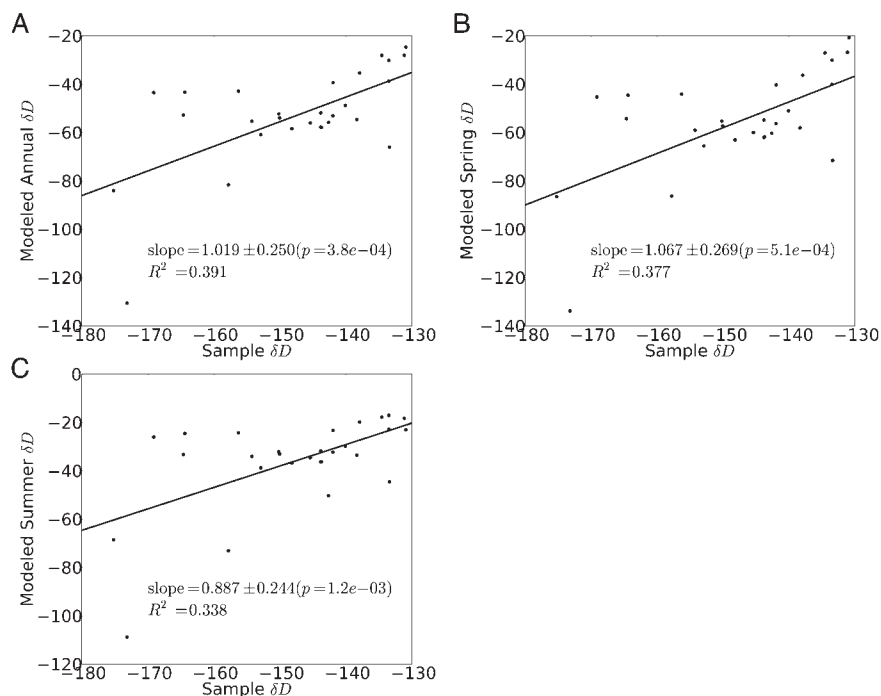 A
−20
−40
−60
−80
−100
−120
−140
Modeled Annual δD
slope=1.019±0.250(p=3.8e−04)
R² =0.391
−180 −170 −160 −150 −140 −130
Sample δD
B
−20
−40
−60
−80
−100
−120
−140
Modeled Spring δD
slope=1.067±0.269(p=5.1e−04)
R² =0.377
−180 −170 −160 −150 −140 −130
Sample δD
C
0
−20
−40
−60
−80
−100
−120
Modeled Summer δD
slope=0.887±0.244(p=1.2e−03)
R² =0.338
−180 −170 −160 −150 −140 −130
Sample δD